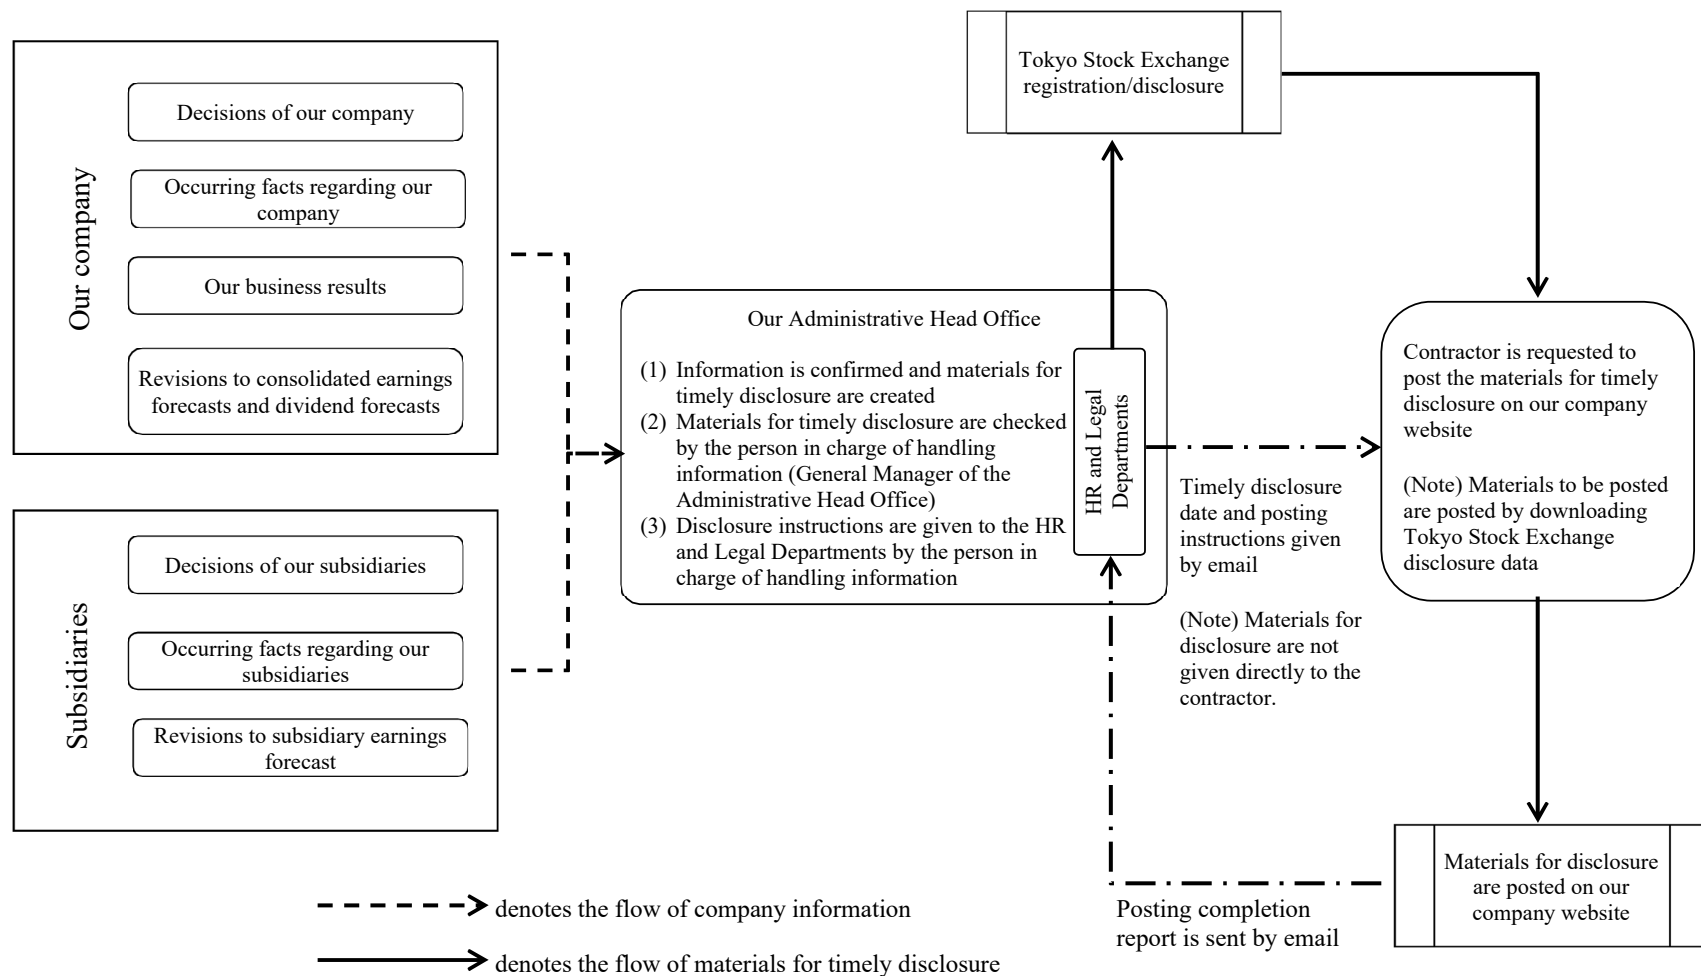 Our company
Decisions of our company
Occurring facts regarding our
company
Our business results
Revisions to consolidated earnings
forecasts and dividend forecasts
Subsidiaries
Decisions of our subsidiaries
Occurring facts regarding our
subsidiaries
Revisions to subsidiary earnings
forecast
Our Administrative Head Office
(1) Information is confirmed and materials for
timely disclosure are created
(2) Materials for timely disclosure are checked
by the person in charge of handling
information (General Manager of the
Administrative Head Office)
(3) Disclosure instructions are given to the HR
and Legal Departments by the person in
charge of handling information
HR and Legal
Departments
Tokyo Stock Exchange
registration/disclosure
Timely disclosure
date and posting
instructions given
by email
(Note) Materials for
disclosure are not
given directly to the
contractor.
Contractor is requested to
post the materials for timely
disclosure on our company
website
(Note) Materials to be posted
are posted by downloading
Tokyo Stock Exchange
disclosure data
Materials for disclosure
are posted on our
company website
Posting completion
report is sent by email
denotes the flow of company information
denotes the flow of materials for timely disclosure